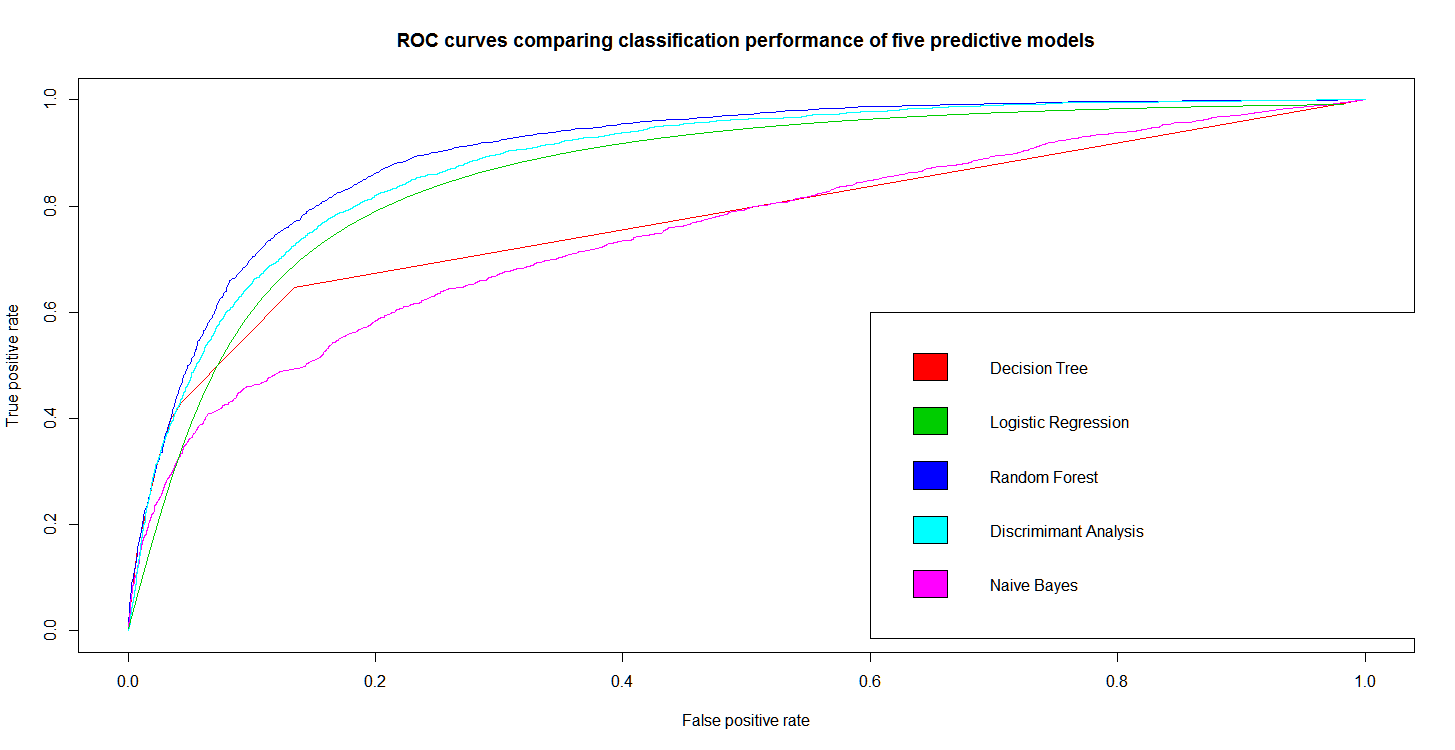 ROC curves comparing classification performance of five predictive models
1.0
0.8
0.6
0.4
0.2
0.0
True positive rate
Decision Tree
Logistic Regression
Random Forest
Discrimimant Analysis
Naive Bayes
0.0 0.2 0.4 0.6 0.8 1.0
False positive rate